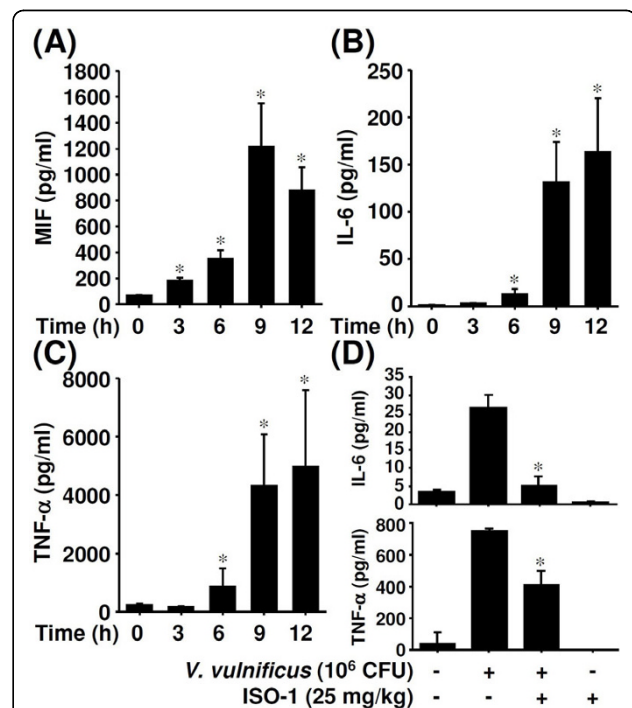 (A)
1800
1600
1400
1200
1000
800
600
400
200
0
MIF (pg/ml)
* * * *
Time (h) 0 3 6 9 12
(B)
250
200
150
100
50
0
IL-6 (pg/ml)
* * *
Time (h) 0 3 6 9 12
(C)
8000
6000
4000
2000
0
TNF-α (pg/ml)
* * *
Time (h) 0 3 6 9 12
(D)
35
30
25
20
15
10
5
0
IL-6 (pg/ml)
*
800
600
400
200
0
TNF-α (pg/ml)
*
V. vulnificus (10⁶ CFU) - + + -
ISO-1 (25 mg/kg) - - + +